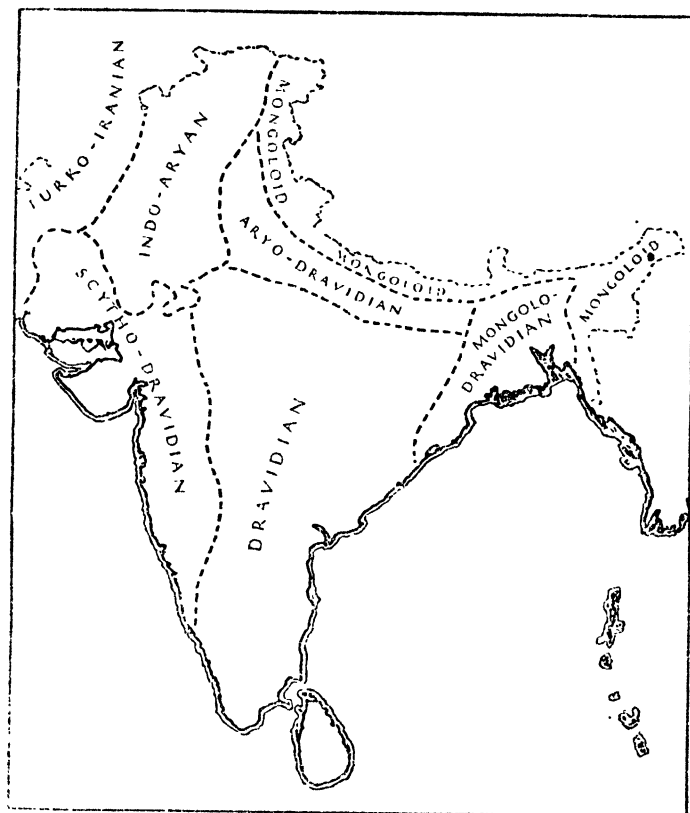 TURKO-IRANIAN
INDO-ARYAN
MONGOLOID
SCYTHO-DRAVIDIAN
ARYO-DRAVIDIAN
MONGOLOID
MONGOLO-
DRAVIDIAN
MONGOLOID
DRAVIDIAN